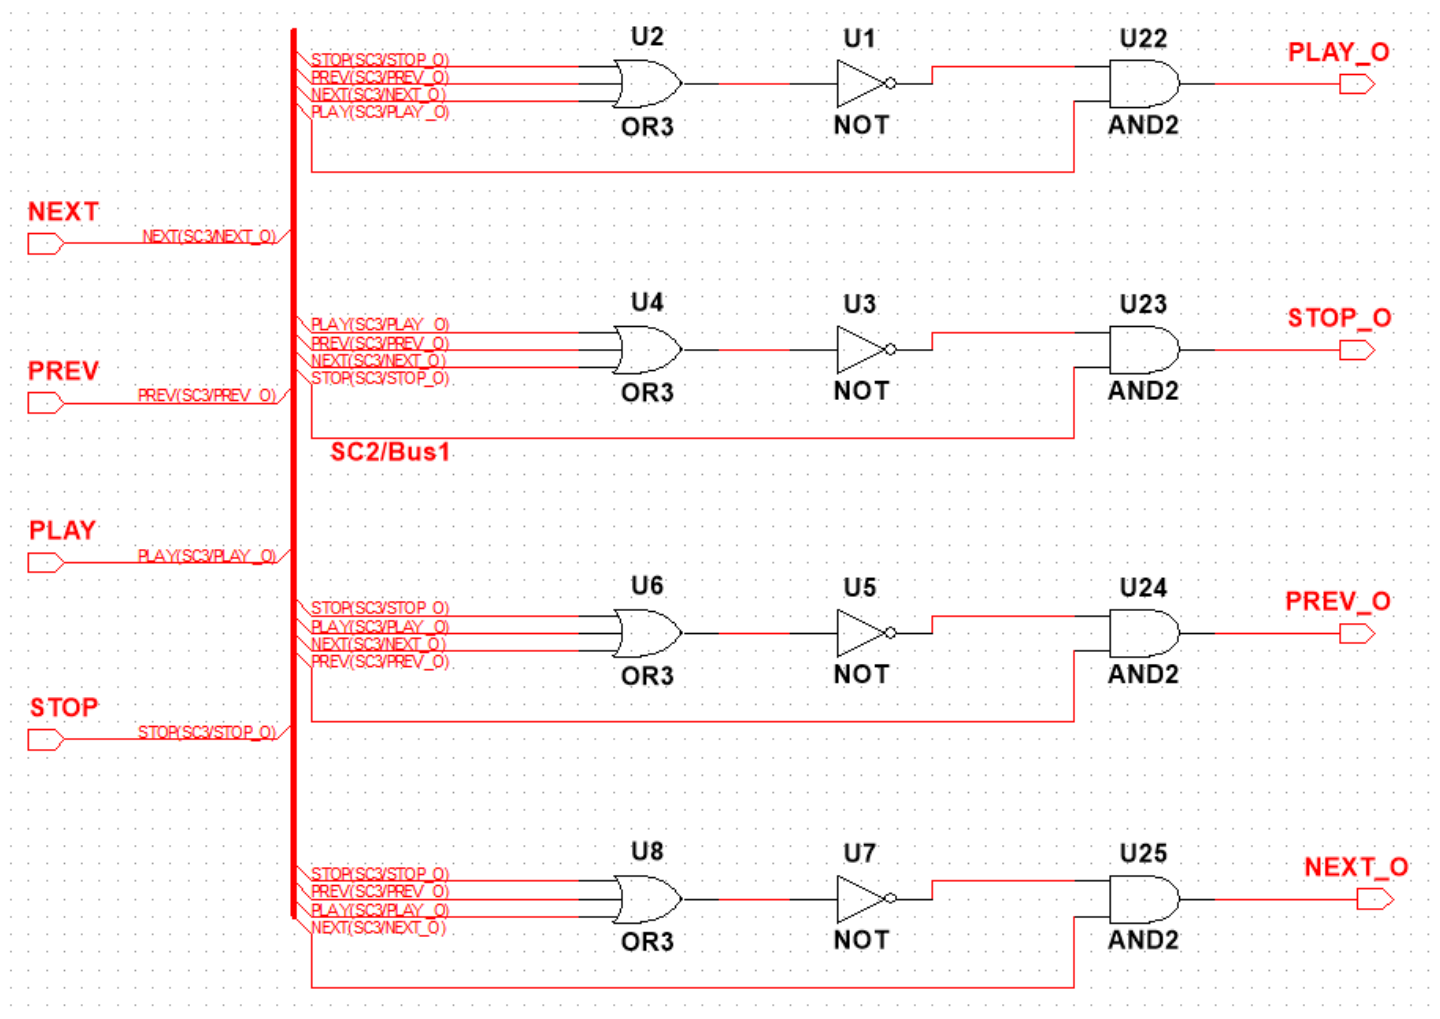 U2
U1
U22
PLAY_O
STOP(SC3/STOP_O)
PREV(SC3/PREV_O)
NEXT(SC3/NEXT_O)
PLAY(SC3/PLAY_O)
OR3
NOT
AND2
NEXT
NEXT(SC3/NEXT_O)
U4
U3
U23
STOP_O
PLAY(SC3/PLAY_O)
PREV(SC3/PREV_O)
NEXT(SC3/NEXT_O)
STOP(SC3/STOP_O)
OR3
NOT
AND2
PREV
PREV(SC3/PREV_O)
SC2/Bus1
PLAY
PLAY(SC3/PLAY_O)
U6
U5
U24
PREV_O
STOP(SC3/STOP_O)
PLAY(SC3/PLAY_O)
NEXT(SC3/NEXT_O)
PREV(SC3/PREV_O)
OR3
NOT
AND2
STOP
STOP(SC3/STOP_O)
U8
U7
U25
NEXT_O
STOP(SC3/STOP_O)
PREV(SC3/PREV_O)
PLAY(SC3/PLAY_O)
NEXT(SC3/NEXT_O)
OR3
NOT
AND2